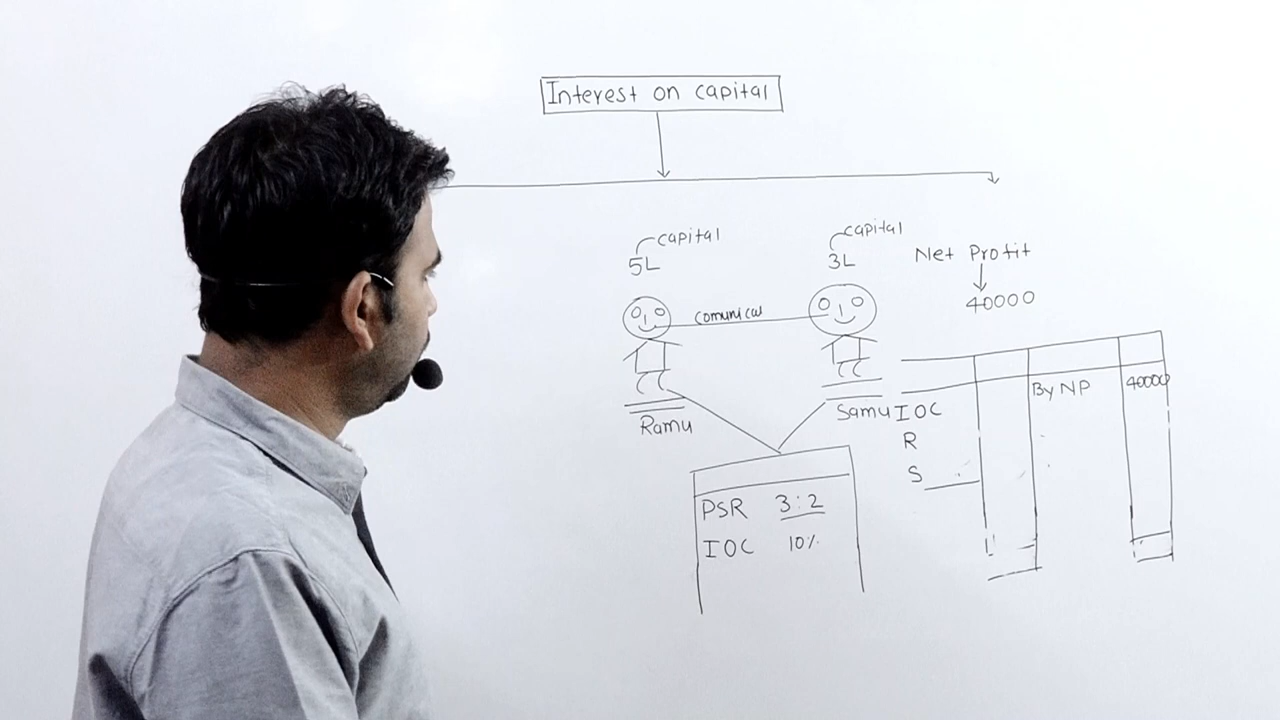 Interest on capital
capital
5L
capital
3L
Net Profit
40000
comunical
Ramu
Samu
IOC
R
S
By NP
40000
PSR 3:2
IOC 10%